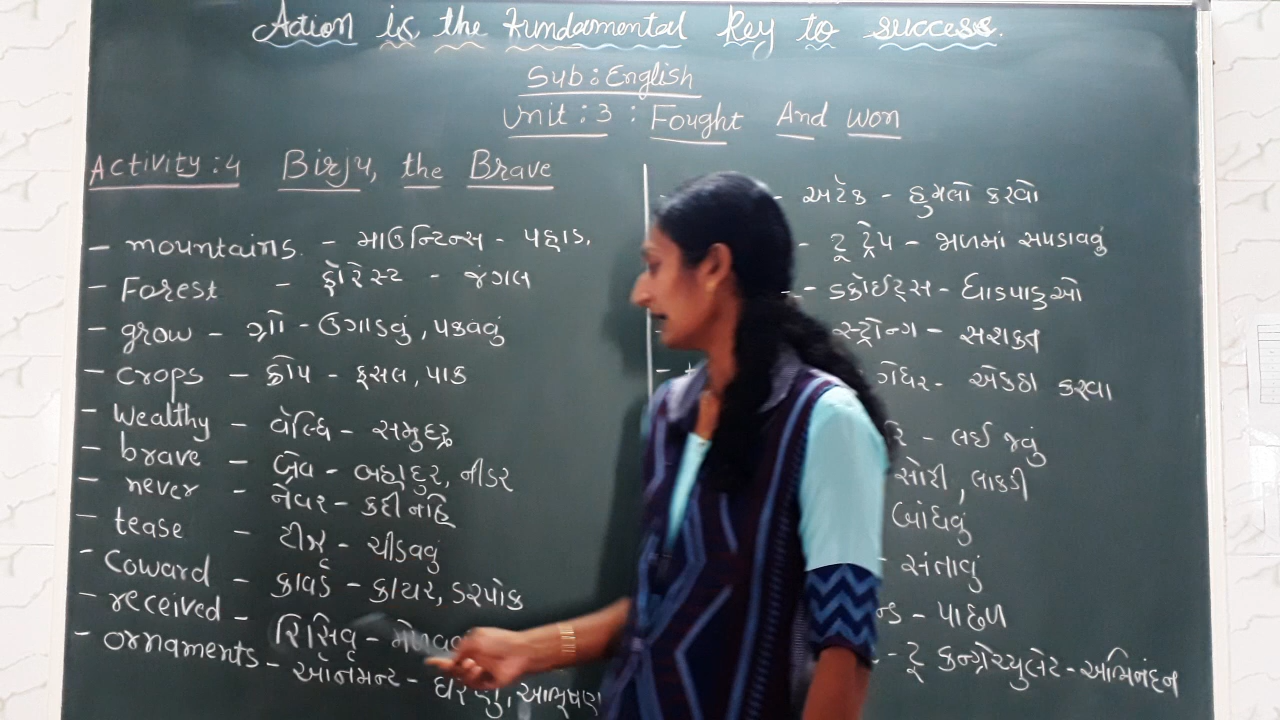 Action is the Fundamental Key to success.
Sub : English
Unit : 3 : Fought And won
Activity : 4 Birju, the Brave
– mountains. – માઉન્ટિન્સ – પહાડ.
– Forest – ફોરેસ્ટ – જંગલ
– grow – ગ્રો – ઉગાડવું, પકવવું
– crops – ક્રોપ – ફસલ, પાક
– Wealthy – વેલ્ધિ – સમૃદ્ધ
– brave – બ્રેવ – બહાદુર, નીડર
– never – નેવર – કદી નહિ
– tease – ટીઝ – ચીડવવું
– Coward – કાવર્ડ – કાયર, ડરપોક
– received – રિસિવ્ –
– ornaments – ઓર્નામેન્ટ – ઘરેણું, આભૂષણ
– અટૅક – હુમલો કરવો
– ટૂ ટ્રેપ – જાળમાં સપડાવવું
– ડકોઈટ્સ – ધાડપાડુઓ
સ્ટ્રોન્ગ – સશક્ત
ગેધર – એકઠા કરવા
– લઈ જવું
સોટી, લાકડી
બાંધવું
– સંતાવું
– પાછળ
– ટૂ કન્ગ્રેચ્યુલેટ – અભિનંદન